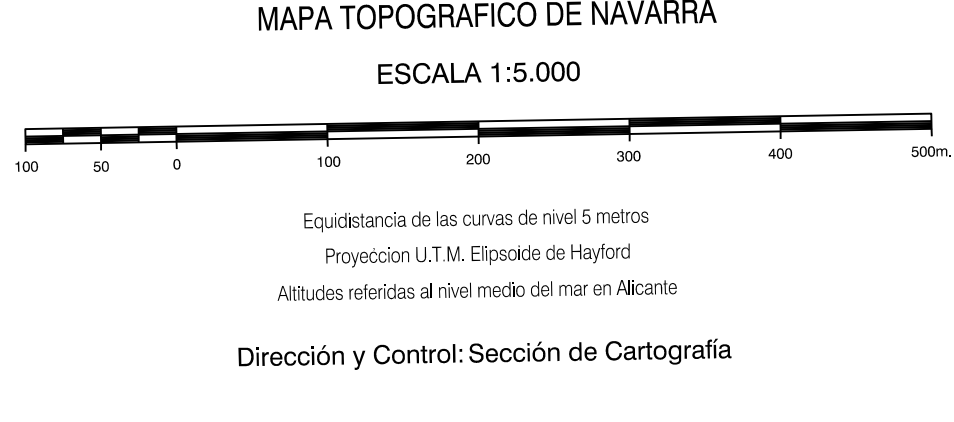 MAPA TOPOGRAFICO DE NAVARRA
ESCALA 1:5.000
100 50 0 100 200 300 400 500m.
Equidistancia de las curvas de nivel 5 metros
Proyeccion U.T.M. Elipsoide de Hayford
Altitudes referidas al nivel medio del mar en Alicante
Dirección y Control: Sección de Cartografía